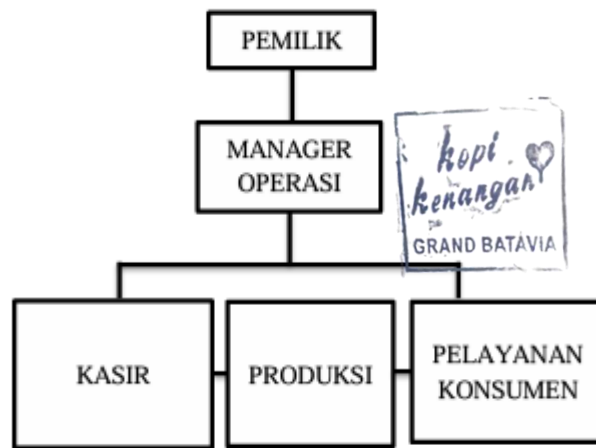 PEMILIK
MANAGER
OPERASI
kopi
kenangan
GRAND BATAVIA
KASIR
PRODUKSI
PELAYANAN
KONSUMEN